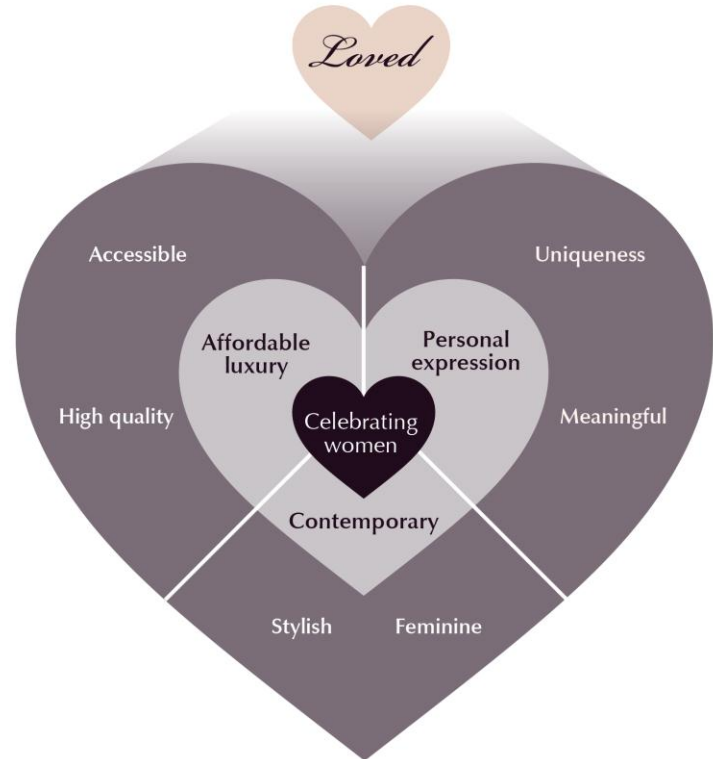 Loved
Accessible
Uniqueness
Affordable
luxury
Personal
expression
High quality
Celebrating
women
Meaningful
Contemporary
Stylish
Feminine